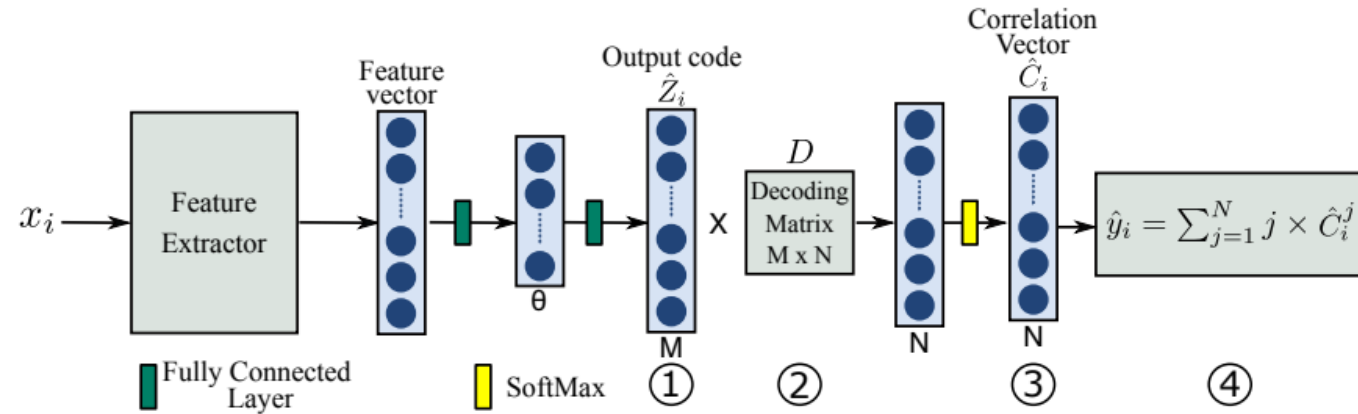 Correlation
Vector
Ĉ_i
Output code
Ẑ_i
Feature
vector
x_i
Feature
Extractor
θ
M
X
D
Decoding
Matrix
M x N
N
N
ŷ_i = ∑_{j=1}^{N} j × Ĉ_i^j
Fully Connected
Layer
SoftMax
①
②
③
④